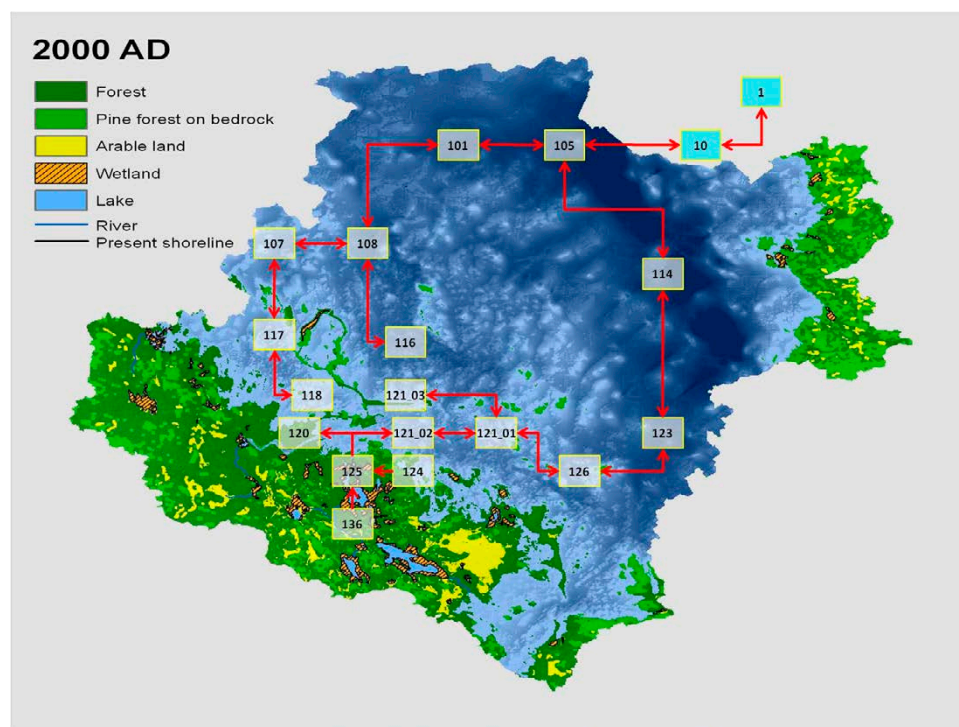 2000 AD
Forest
Pine forest on bedrock
Arable land
Wetland
Lake
River
Present shoreline
1
101
105
10
107
108
114
117
116
118
121_03
120
121_02
121_01
123
125
124
126
136